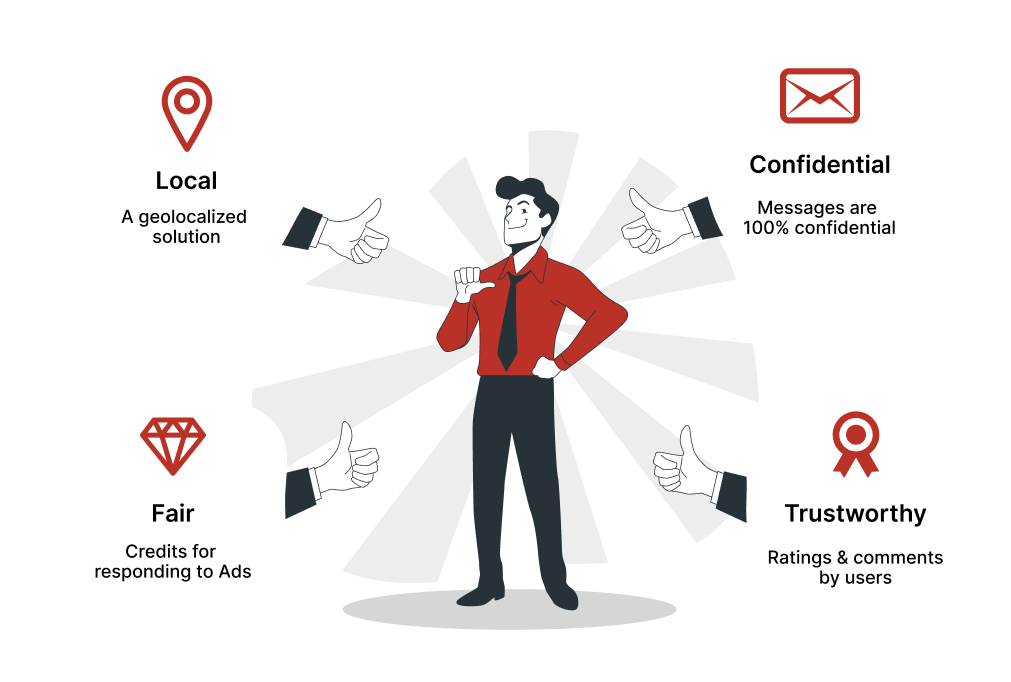 Local
A geolocalized
solution
Confidential
Messages are
100% confidential
Fair
Credits for
responding to Ads
Trustworthy
Ratings & comments
by users